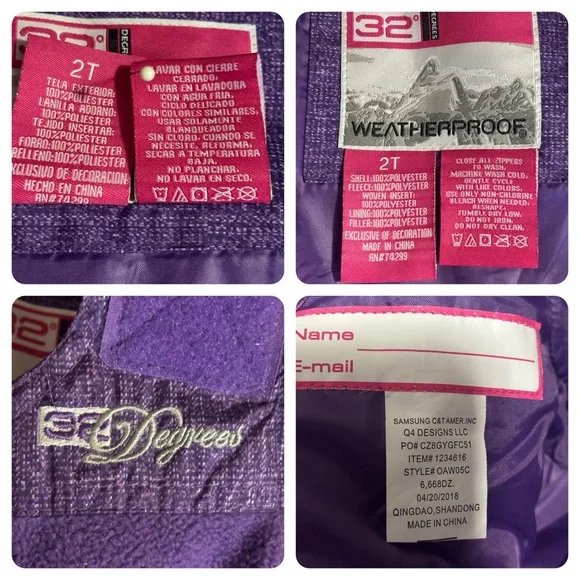 32°
DEGREES
2T
TELA EXTERIOR:
100%POLIESTER
LANILLA ADORNO:
100%POLIESTER
TEJIDO INSERTAR:
100%POLIESTER
FORRO:100%POLIESTER
RELLENO:100%POLIESTER
EXCLUSIVO DE DECORACION
HECHO EN CHINA
RN#74299
LAVAR CON CIERRE
CERRADO.
LAVAR EN LAVADORA
CON AGUA FRIA,
CICLO DELICADO
CON COLORES SIMILARES.
USAR SOLAMENTE
BLANQUEADOR
SIN CLORO, CUANDO SE
NECESITE, REFORMA,
SECAR A TEMPERATURA
BAJA.
NO PLANCHAR.
NO LAVAR EN SECO.
32°
DEGREES
WEATHERPROOF
2T
SHELL:100%POLYESTER
FLEECE:100%POLYESTER
WOVEN INSERT:
100%POLYESTER
LINING:100%POLYESTER
FILLER:100%POLYESTER
EXCLUSIVE OF DECORATION
MADE IN CHINA
RN#74299
CLOSE ALL ZIPPERS
TO WASH.
MACHINE WASH COLD,
GENTLE CYCLE
WITH LIKE COLORS.
USE ONLY NON-CHLORINE
BLEACH WHEN NEEDED;
RESHAPE,
TUMBLE DRY LOW.
DO NOT IRON.
DO NOT DRY CLEAN.
32°
32 Degrees
Name
E-mail
SAMSUNG C&TAMER.INC
Q4 DESIGNS LLC
PO# CZ8GYGFC51
ITEM# 1234616
STYLE# OAW05C
6,668DZ.
04/20/2018
QINGDAO,SHANDONG
MADE IN CHINA